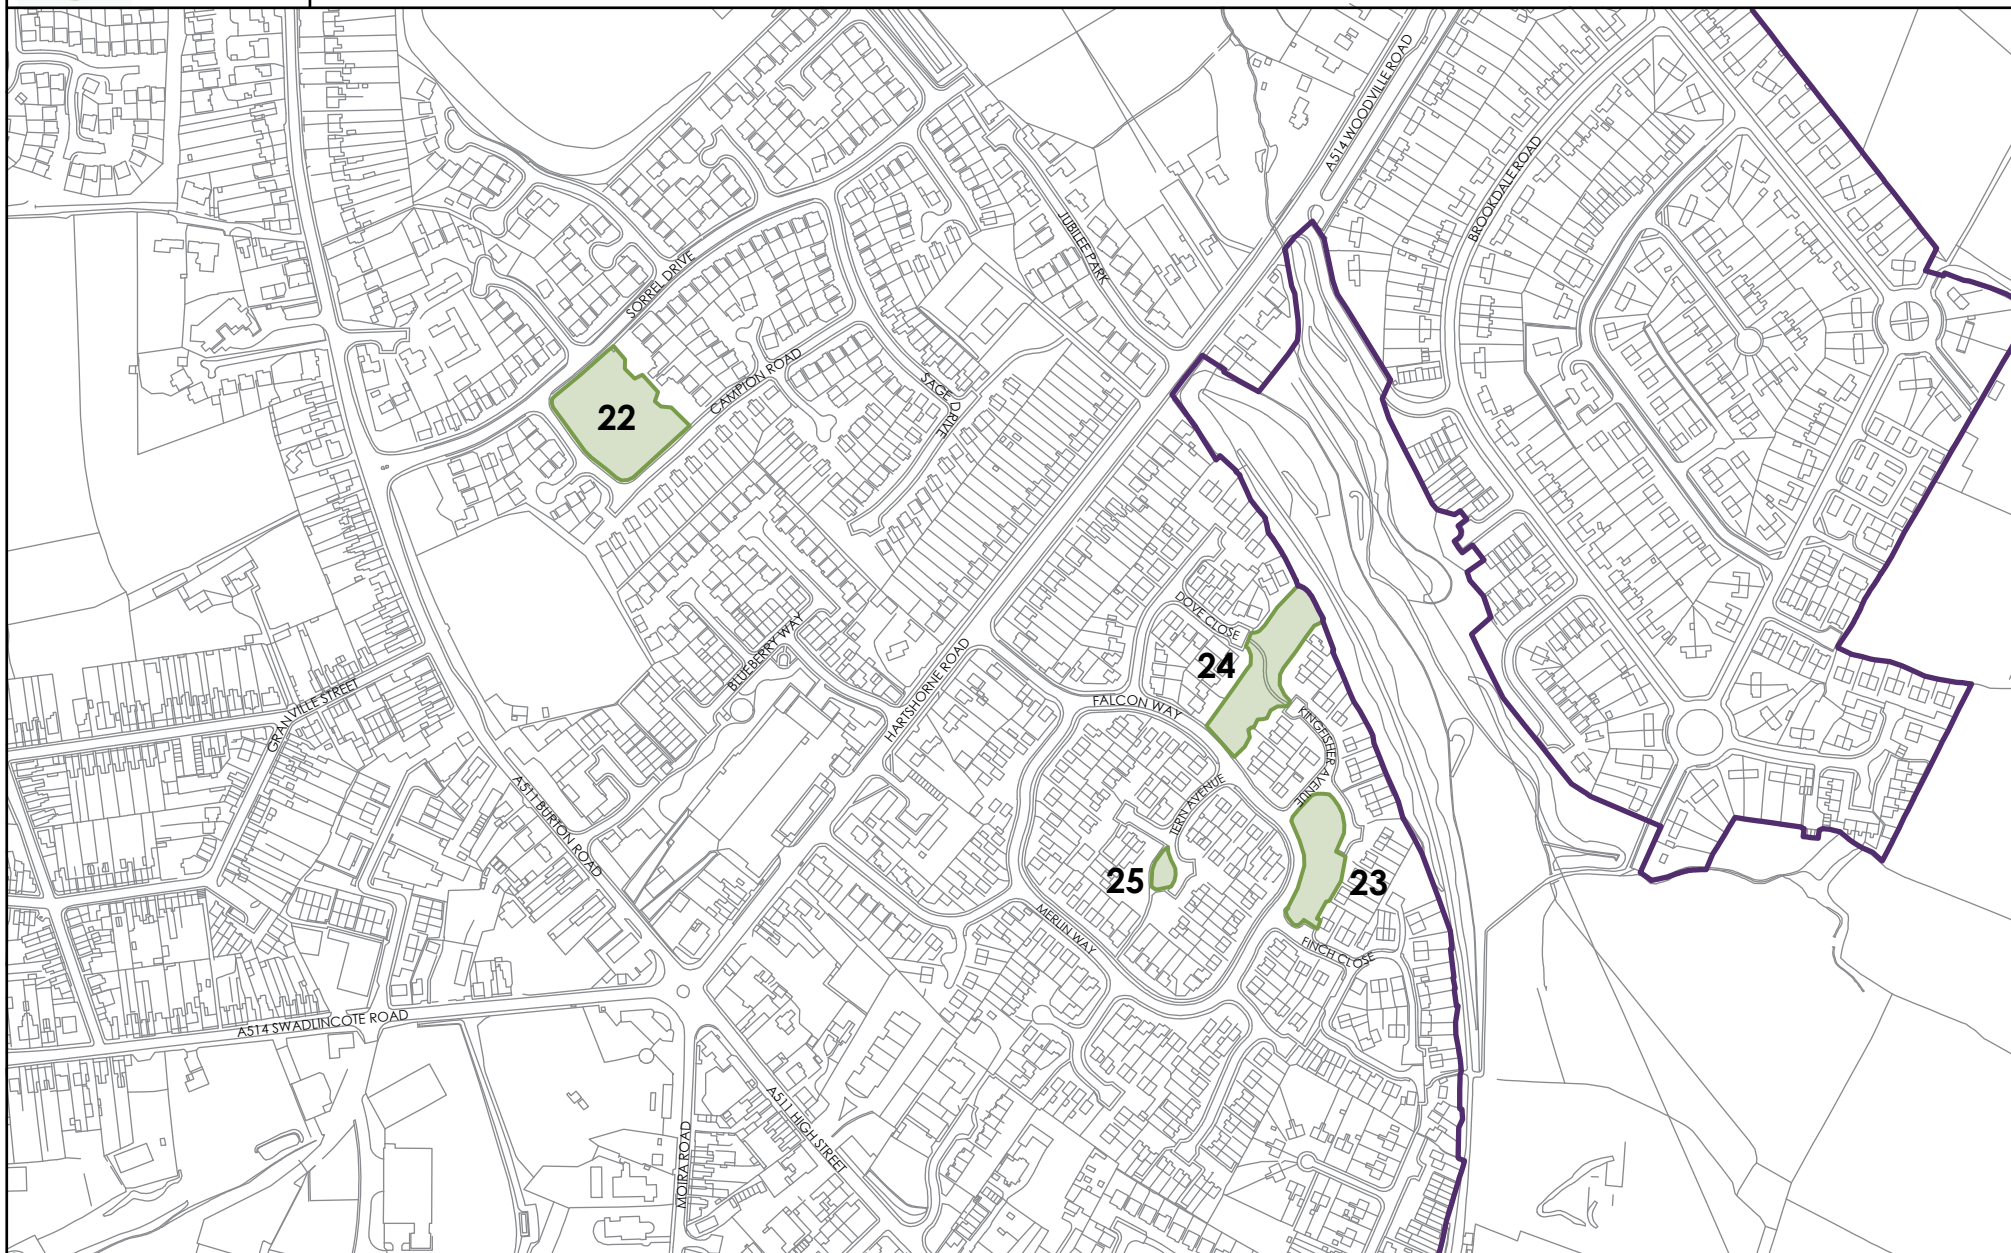 A514 WOODVILLE ROAD
BROOKDALE ROAD
JUBILEE PARK
SORREL DRIVE
CAMPION ROAD
SAGE DRIVE
22
DOVE CLOSE
24
BLUEBERRY WAY
HARTSHORNE ROAD
FALCON WAY
GRANVILLE STREET
KINGFISHER AVENUE
A511 BURTON ROAD
TERN AVENUE
25
23
MERLIN WAY
FINCH CLOSE
A514 SWADLINCOTE ROAD
A511 HIGH STREET
MOIRA ROAD